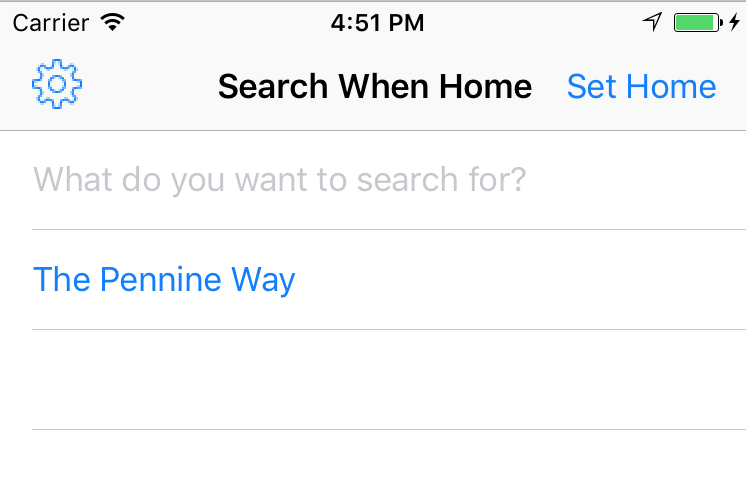 Carrier 4:51 PM
Search When Home Set Home
What do you want to search for?
The Pennine Way